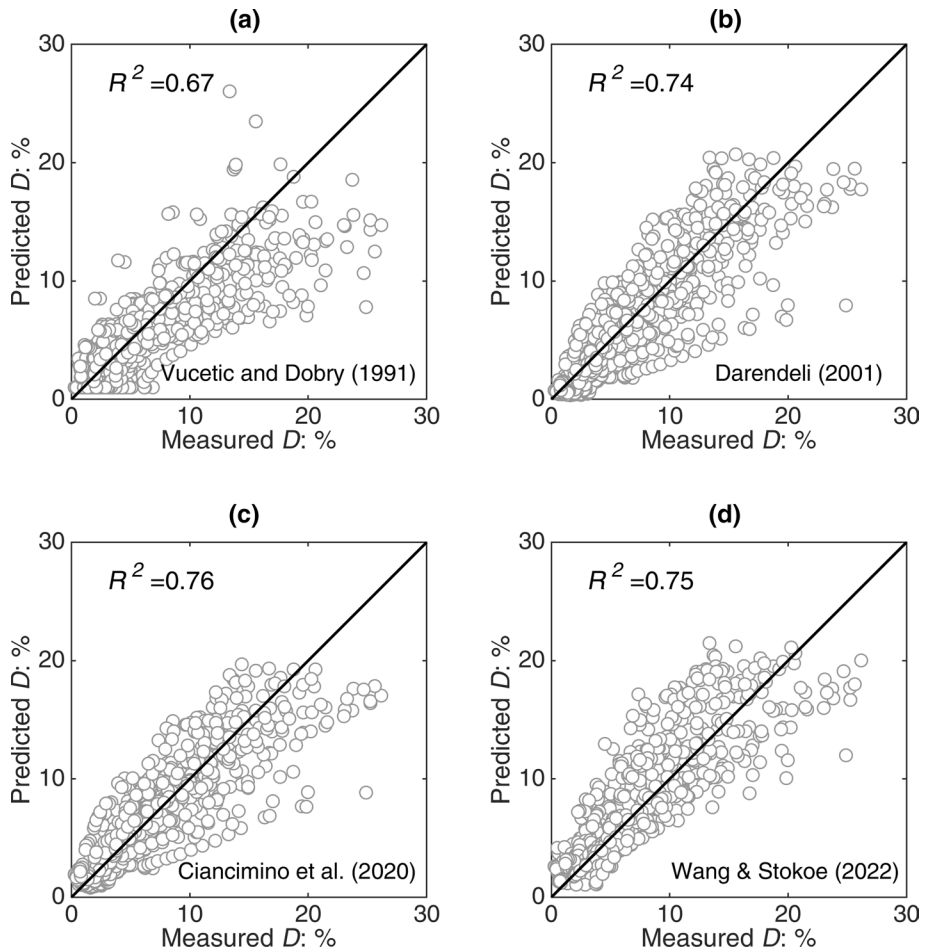 (a)
30
20
10
0
R² =0.67
Vucetic and Dobry (1991)
0 10 20 30
Measured D: %
Predicted D: %
(b)
30
20
10
0
R² =0.74
Darendeli (2001)
0 10 20 30
Measured D: %
Predicted D: %
(c)
30
20
10
0
R² =0.76
Ciancimino et al. (2020)
0 10 20 30
Measured D: %
Predicted D: %
(d)
30
20
10
0
R² =0.75
Wang & Stokoe (2022)
0 10 20 30
Measured D: %
Predicted D: %